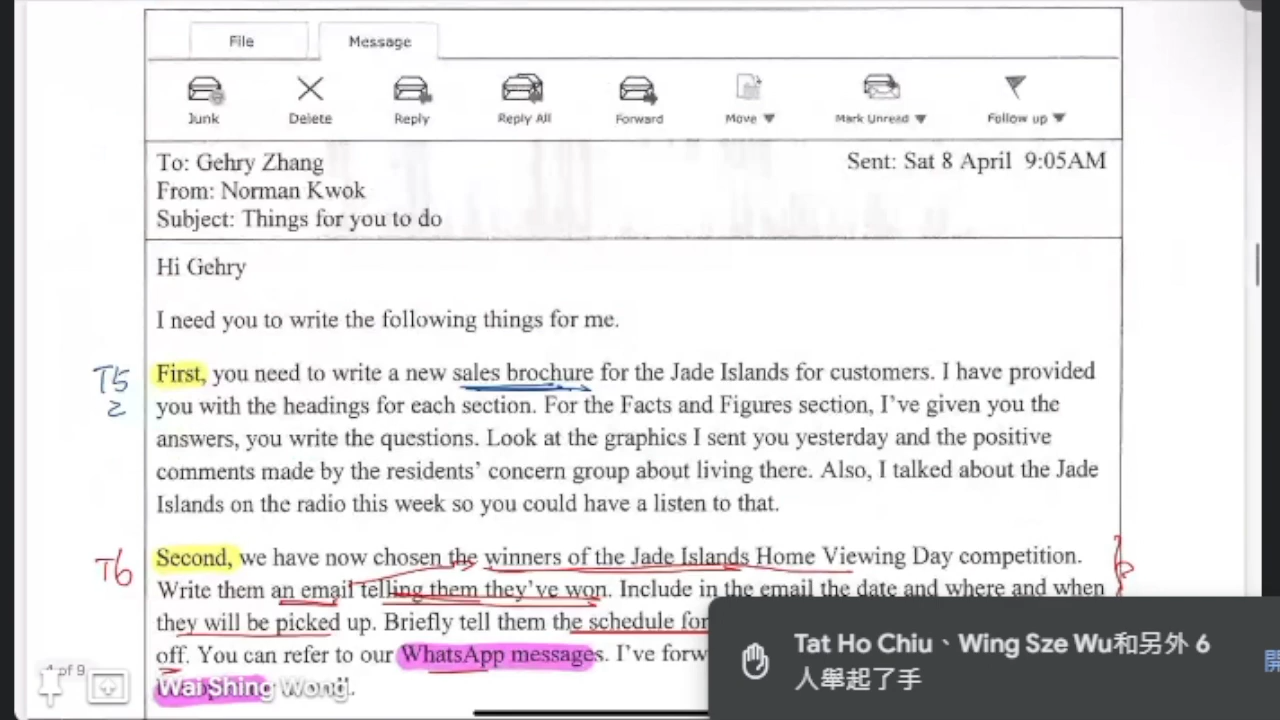 File
Message
Junk
Delete
Reply
Reply All
Forward
Move
Mark Unread
Follow up
To: Gehry Zhang
Sent: Sat 8 April 9:05AM
From: Norman Kwok
Subject: Things for you to do
Hi Gehry
I need you to write the following things for me.
T5
2
First, you need to write a new sales brochure for the Jade Islands for customers. I have provided
you with the headings for each section. For the Facts and Figures section, I've given you the
answers, you write the questions. Look at the graphics I sent you yesterday and the positive
comments made by the residents' concern group about living there. Also, I talked about the Jade
Islands on the radio this week so you could have a listen to that.
T6
Second, we have now chosen the winners of the Jade Islands Home Viewing Day competition.
Write them an email telling them they've won. Include in the email the date and where and when
they will be picked up. Briefly tell them the schedule for
off. You can refer to our WhatsApp messages. I've forw
of 9
Wai Shing Wong
Tat Ho Chiu、Wing Sze Wu和另外 6
人舉起了手
開